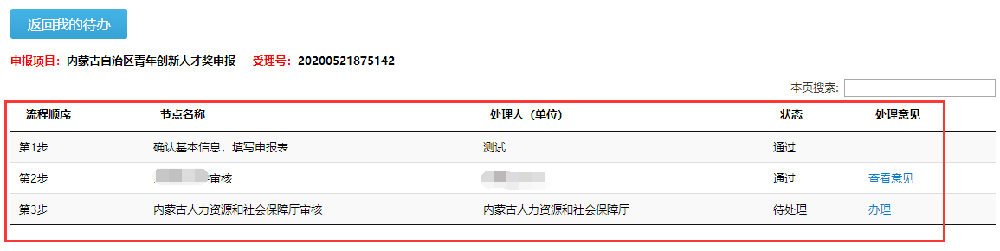 返回我的待办
申报项目：内蒙古自治区青年创新人才奖申报 受理号：20200521875142
本页搜索:
流程顺序 节点名称 处理人（单位） 状态 处理意见
第1步 确认基本信息，填写申报表 测试 通过
第2步 审核 通过 查看意见
第3步 内蒙古人力资源和社会保障厅审核 内蒙古人力资源和社会保障厅 待处理 办理